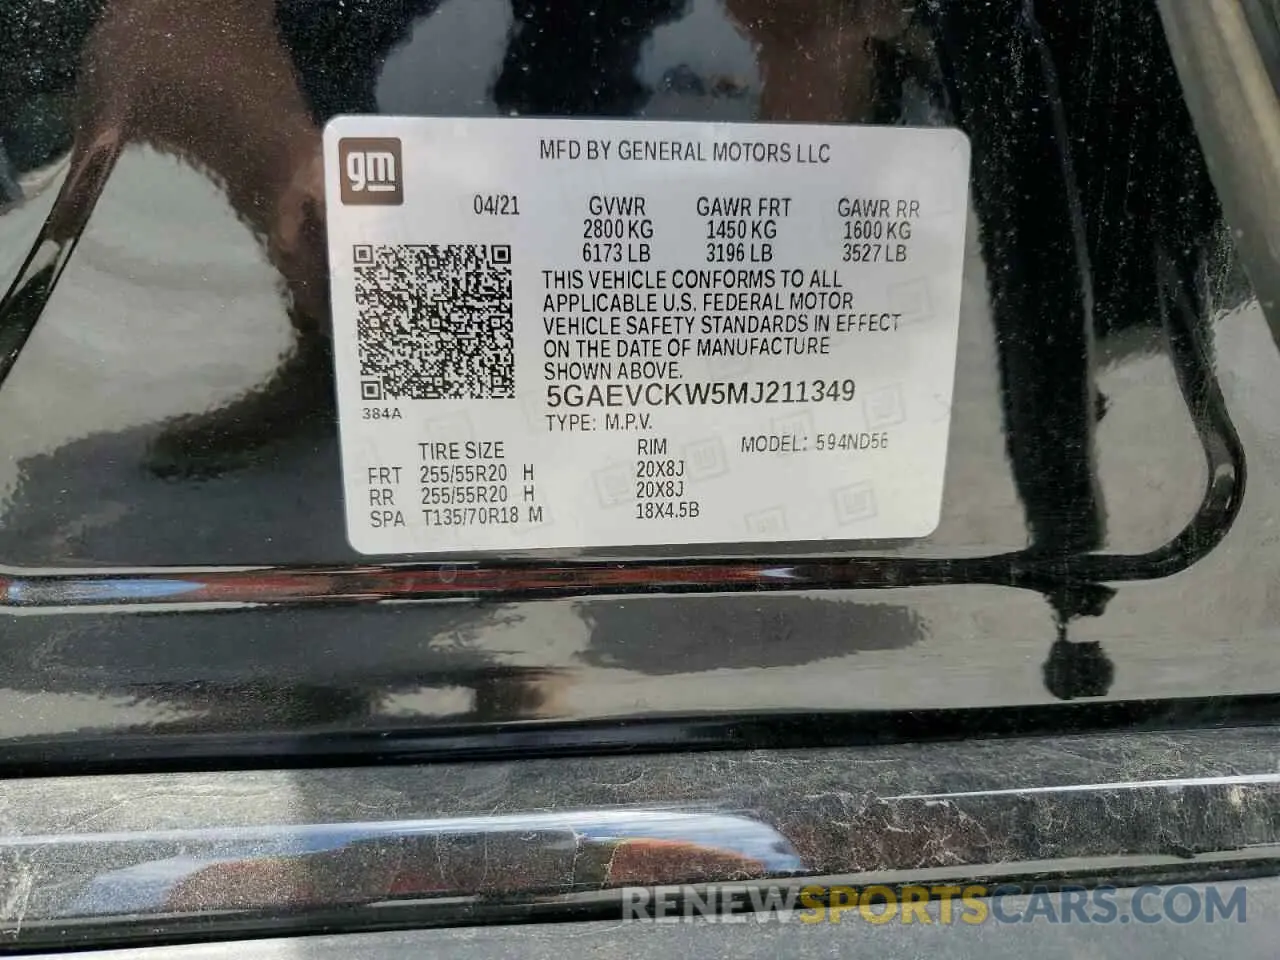 gm
MFD BY GENERAL MOTORS LLC
04/21 GVWR GAWR FRT GAWR RR
2800 KG 1450 KG 1600 KG
6173 LB 3196 LB 3527 LB
THIS VEHICLE CONFORMS TO ALL
APPLICABLE U.S. FEDERAL MOTOR
VEHICLE SAFETY STANDARDS IN EFFECT
ON THE DATE OF MANUFACTURE
SHOWN ABOVE.
5GAEVCKW5MJ211349
384A
TYPE: M.P.V.
TIRE SIZE RIM MODEL: 594ND56
FRT 255/55R20 H 20X8J
RR 255/55R20 H 20X8J
SPA T135/70R18 M 18X4.5B
RENEWSPORTSCARS.COM